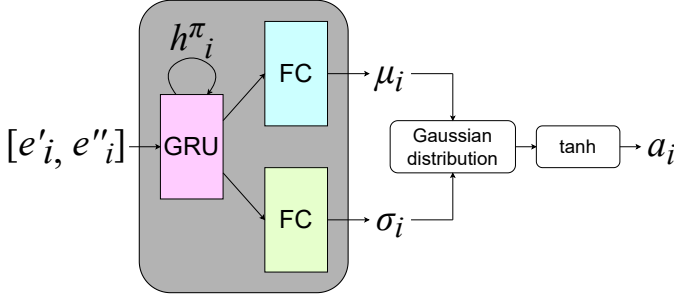 h^π_i
FC
μ_i
[e'_i, e''_i]
GRU
Gaussian
distribution
tanh
a_i
FC
σ_i